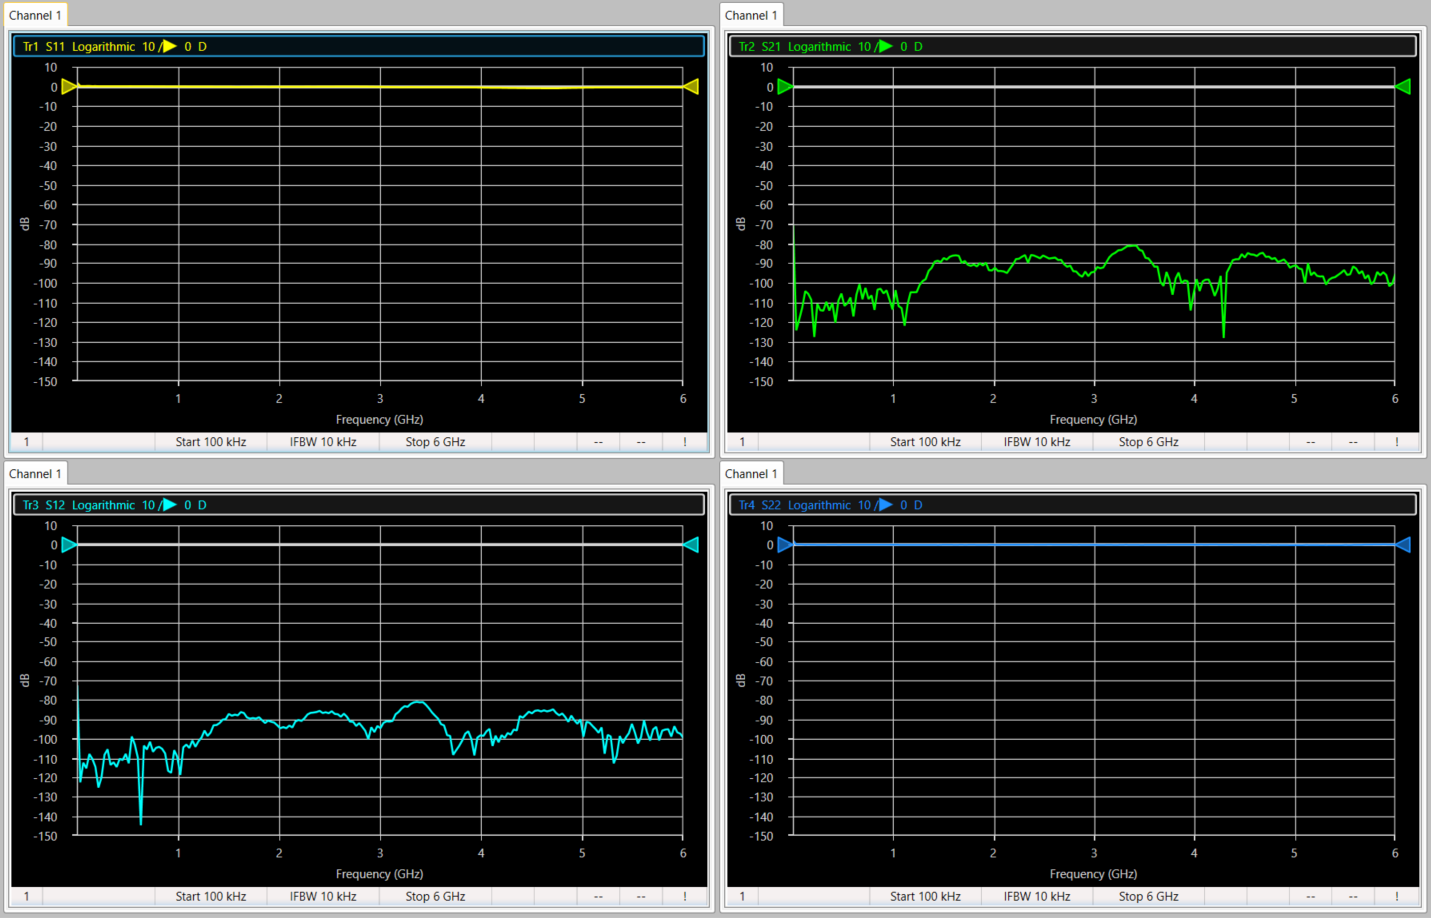 Channel 1
Tr1 S11 Logarithmic 10 / 0 D
10
0
-10
-20
-30
-40
-50
-60
-70
-80
-90
-100
-110
-120
-130
-140
-150
dB
1 2 3 4 5 6
Frequency (GHz)
1 Start 100 kHz IFBW 10 kHz Stop 6 GHz -- -- !
Channel 1
Tr2 S21 Logarithmic 10 / 0 D
10
0
-10
-20
-30
-40
-50
-60
-70
-80
-90
-100
-110
-120
-130
-140
-150
dB
1 2 3 4 5 6
Frequency (GHz)
1 Start 100 kHz IFBW 10 kHz Stop 6 GHz -- -- !
Channel 1
Tr3 S12 Logarithmic 10 / 0 D
10
0
-10
-20
-30
-40
-50
-60
-70
-80
-90
-100
-110
-120
-130
-140
-150
dB
1 2 3 4 5 6
Frequency (GHz)
1 Start 100 kHz IFBW 10 kHz Stop 6 GHz -- -- !
Channel 1
Tr4 S22 Logarithmic 10 / 0 D
10
0
-10
-20
-30
-40
-50
-60
-70
-80
-90
-100
-110
-120
-130
-140
-150
dB
1 2 3 4 5 6
Frequency (GHz)
1 Start 100 kHz IFBW 10 kHz Stop 6 GHz -- -- !